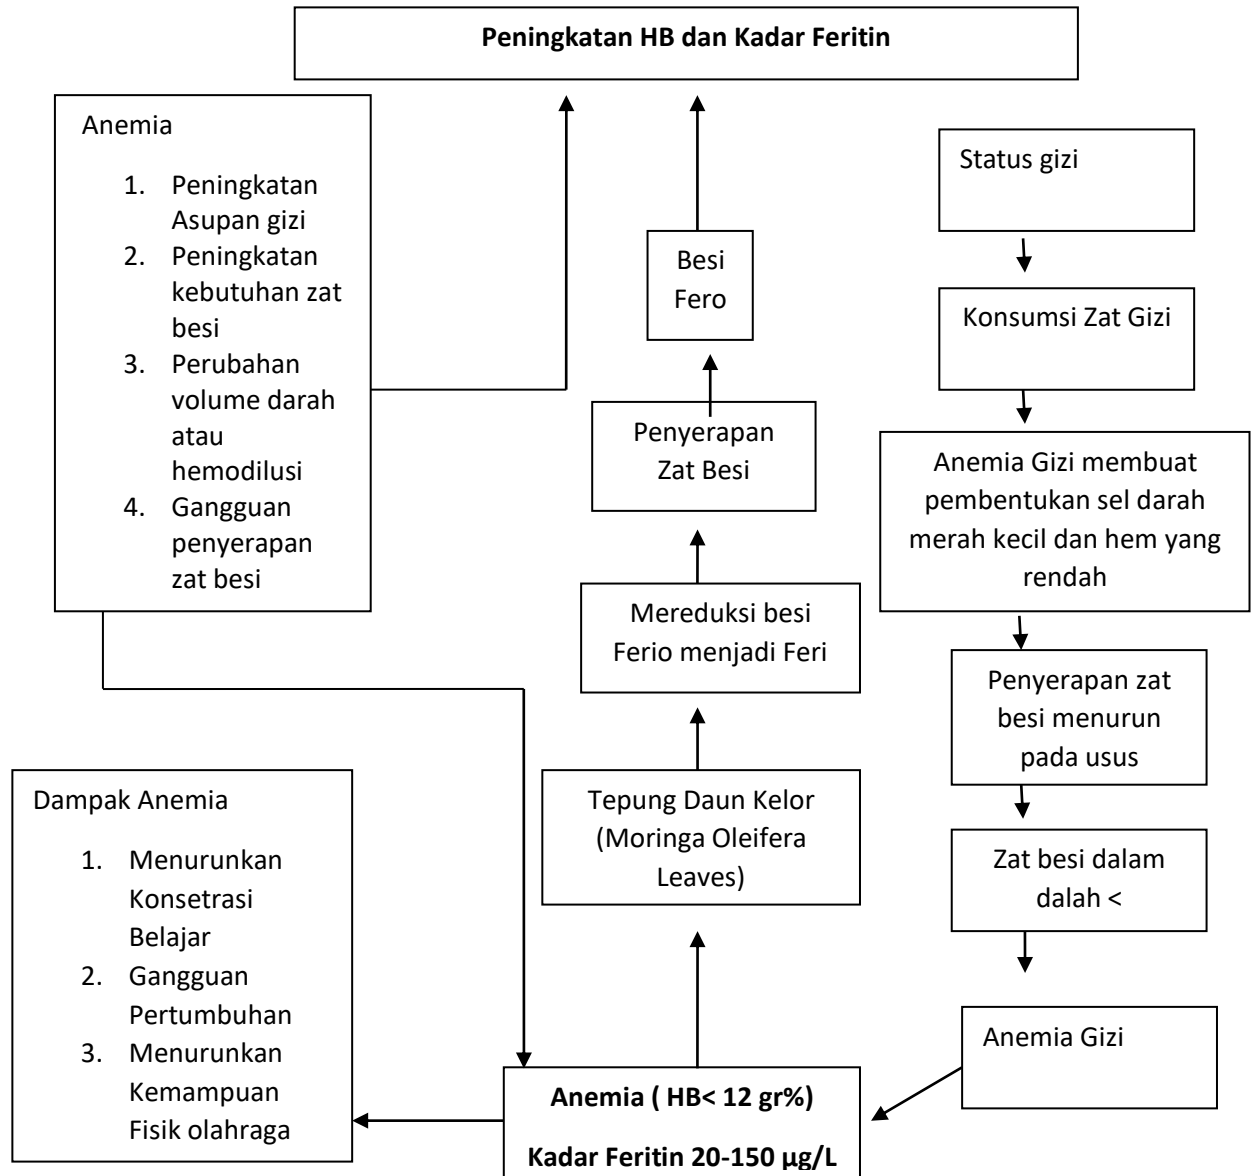 Peningkatan HB dan Kadar Feritin
Anemia
1. Peningkatan
Asupan gizi
2. Peningkatan
kebutuhan zat
besi
3. Perubahan
volume darah
atau
hemodilusi
4. Gangguan
penyerapan
zat besi
Dampak Anemia
1. Menurunkan
Konsetrasi
Belajar
2. Gangguan
Pertumbuhan
3. Menurunkan
Kemampuan
Fisik olahraga
Besi
Fero
Penyerapan
Zat Besi
Mereduksi besi
Ferio menjadi Feri
Tepung Daun Kelor
(Moringa Oleifera
Leaves)
Anemia ( HB< 12 gr%)
Kadar Feritin 20-150 µg/L
Status gizi
Konsumsi Zat Gizi
Anemia Gizi membuat
pembentukan sel darah
merah kecil dan hem yang
rendah
Penyerapan zat
besi menurun
pada usus
Zat besi dalam
dalah <
Anemia Gizi